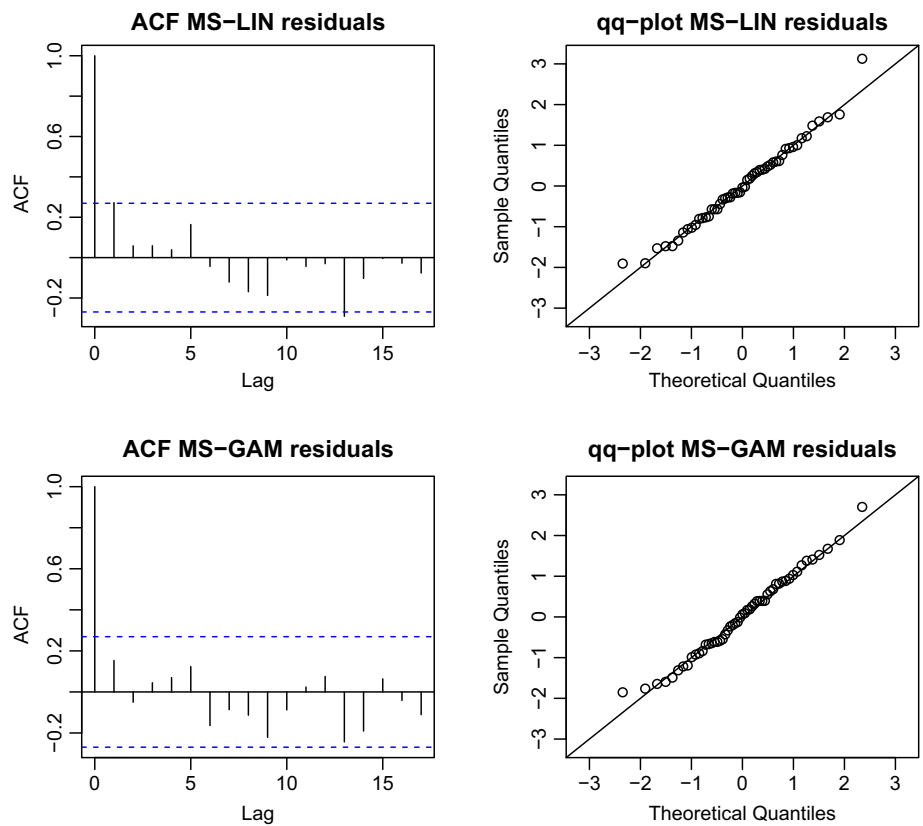 ACF MS−LIN residuals
1.0
0.6
0.2
−0.2
ACF
0 5 10 15
Lag
qq−plot MS−LIN residuals
3
2
1
0
−1
−2
−3
Sample Quantiles
−3 −2 −1 0 1 2 3
Theoretical Quantiles
ACF MS−GAM residuals
1.0
0.6
0.2
−0.2
ACF
0 5 10 15
Lag
qq−plot MS−GAM residuals
3
2
1
0
−1
−2
−3
Sample Quantiles
−3 −2 −1 0 1 2 3
Theoretical Quantiles